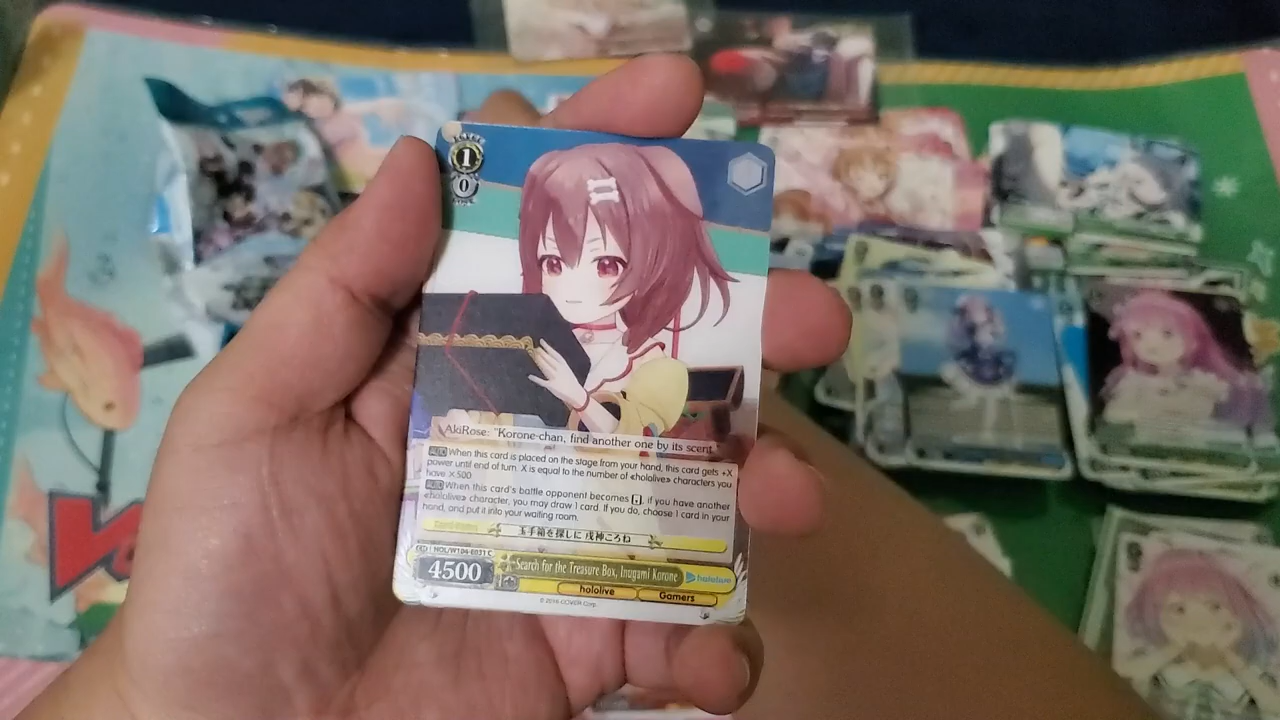 1
0
AkiRose: "Korone-chan, find another one by its scent.
AUTO When this card is placed on the stage from your hand, this card gets +X
power until end of turn. X is equal to the number of «hololive» characters you
have ×500.
AUTO When this card's battle opponent becomes , if you have another
«hololive» character, you may draw 1 card. If you do, choose 1 card in your
hand, and put it into your waiting room.
玉手箱を探しに 戌神ころね
HOL/W104-E031 C
4500
Search for the Treasure Box, Inugami Korone
hololive
hololive
Gamers
© 2016 COVER Corp.